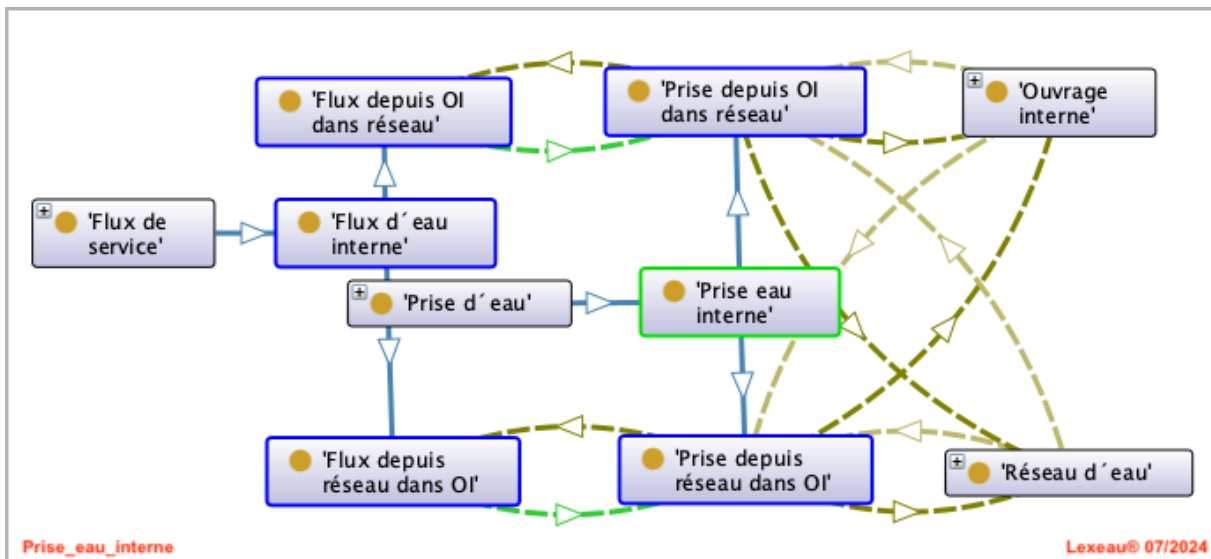 'Flux depuis OI
dans réseau'
'Prise depuis OI
dans réseau'
'Ouvrage
interne'
'Flux de
service'
'Flux d´eau
interne'
'Prise d´eau'
'Prise eau
interne'
'Flux depuis
réseau dans OI'
'Prise depuis
réseau dans OI'
'Réseau d´eau'
Prise_eau_interne
Lexeau® 07/2024